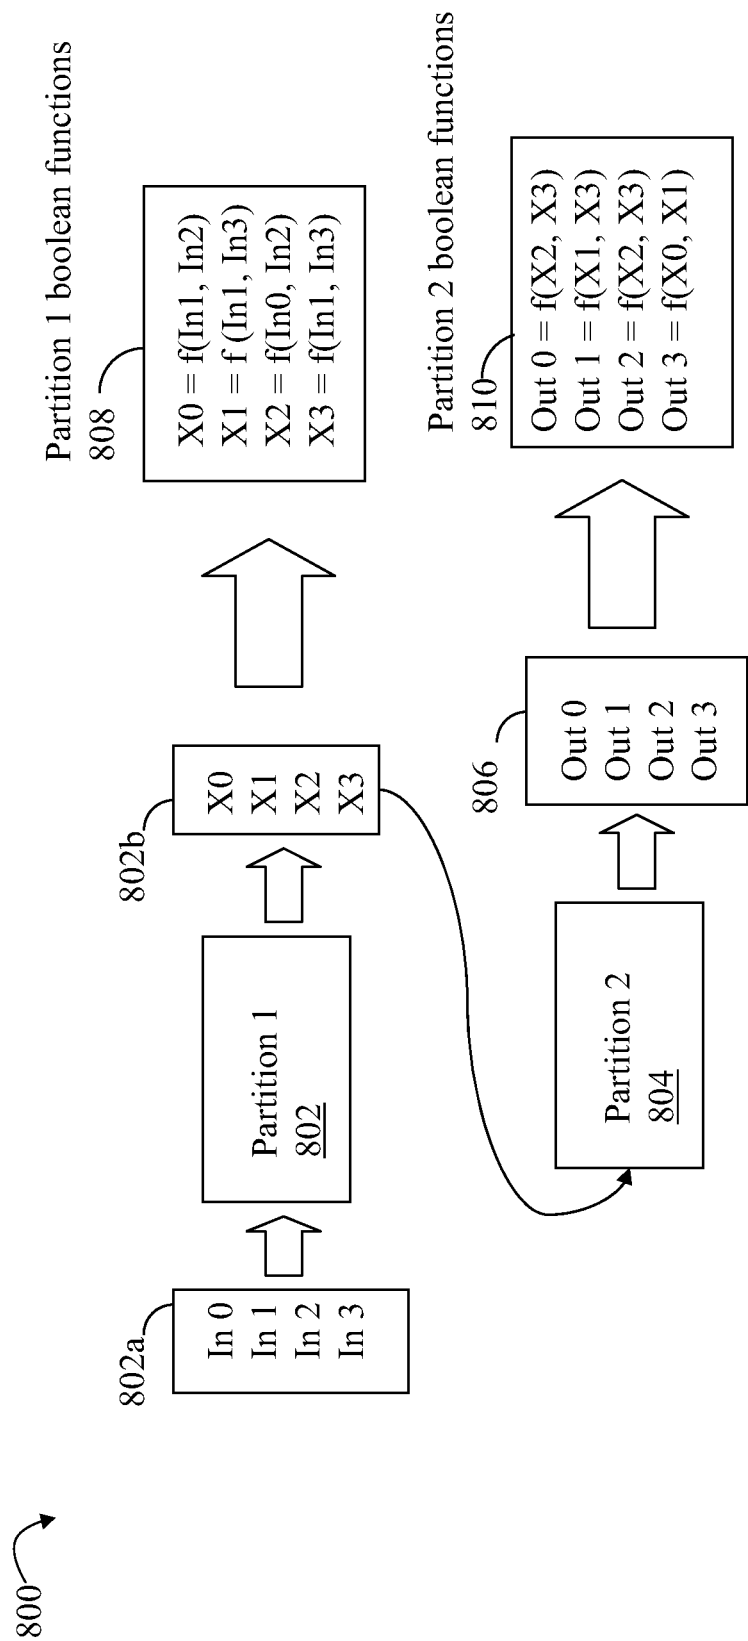 800
802a
In 0
In 1
In 2
In 3
Partition 1
802
802b
X0
X1
X2
X3
Partition 1 boolean functions
808
X0 = f(In1, In2)
X1 = f (In1, In3)
X2 = f(In0, In2)
X3 = f(In1, In3)
Partition 2
804
806
Out 0
Out 1
Out 2
Out 3
Partition 2 boolean functions
810
Out 0 = f(X2, X3)
Out 1 = f(X1, X3)
Out 2 = f(X2, X3)
Out 3 = f(X0, X1)